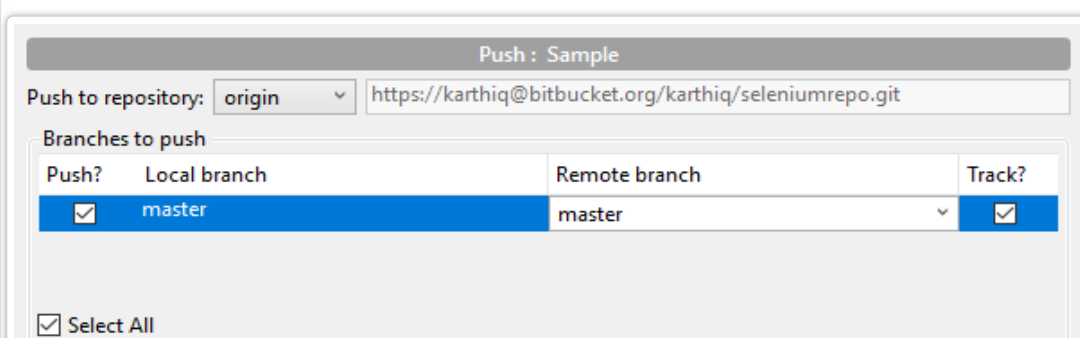 Push : Sample
Push to repository: origin https://karthiq@bitbucket.org/karthiq/seleniumrepo.git
Branches to push
Push? Local branch Remote branch Track?
master master
Select All